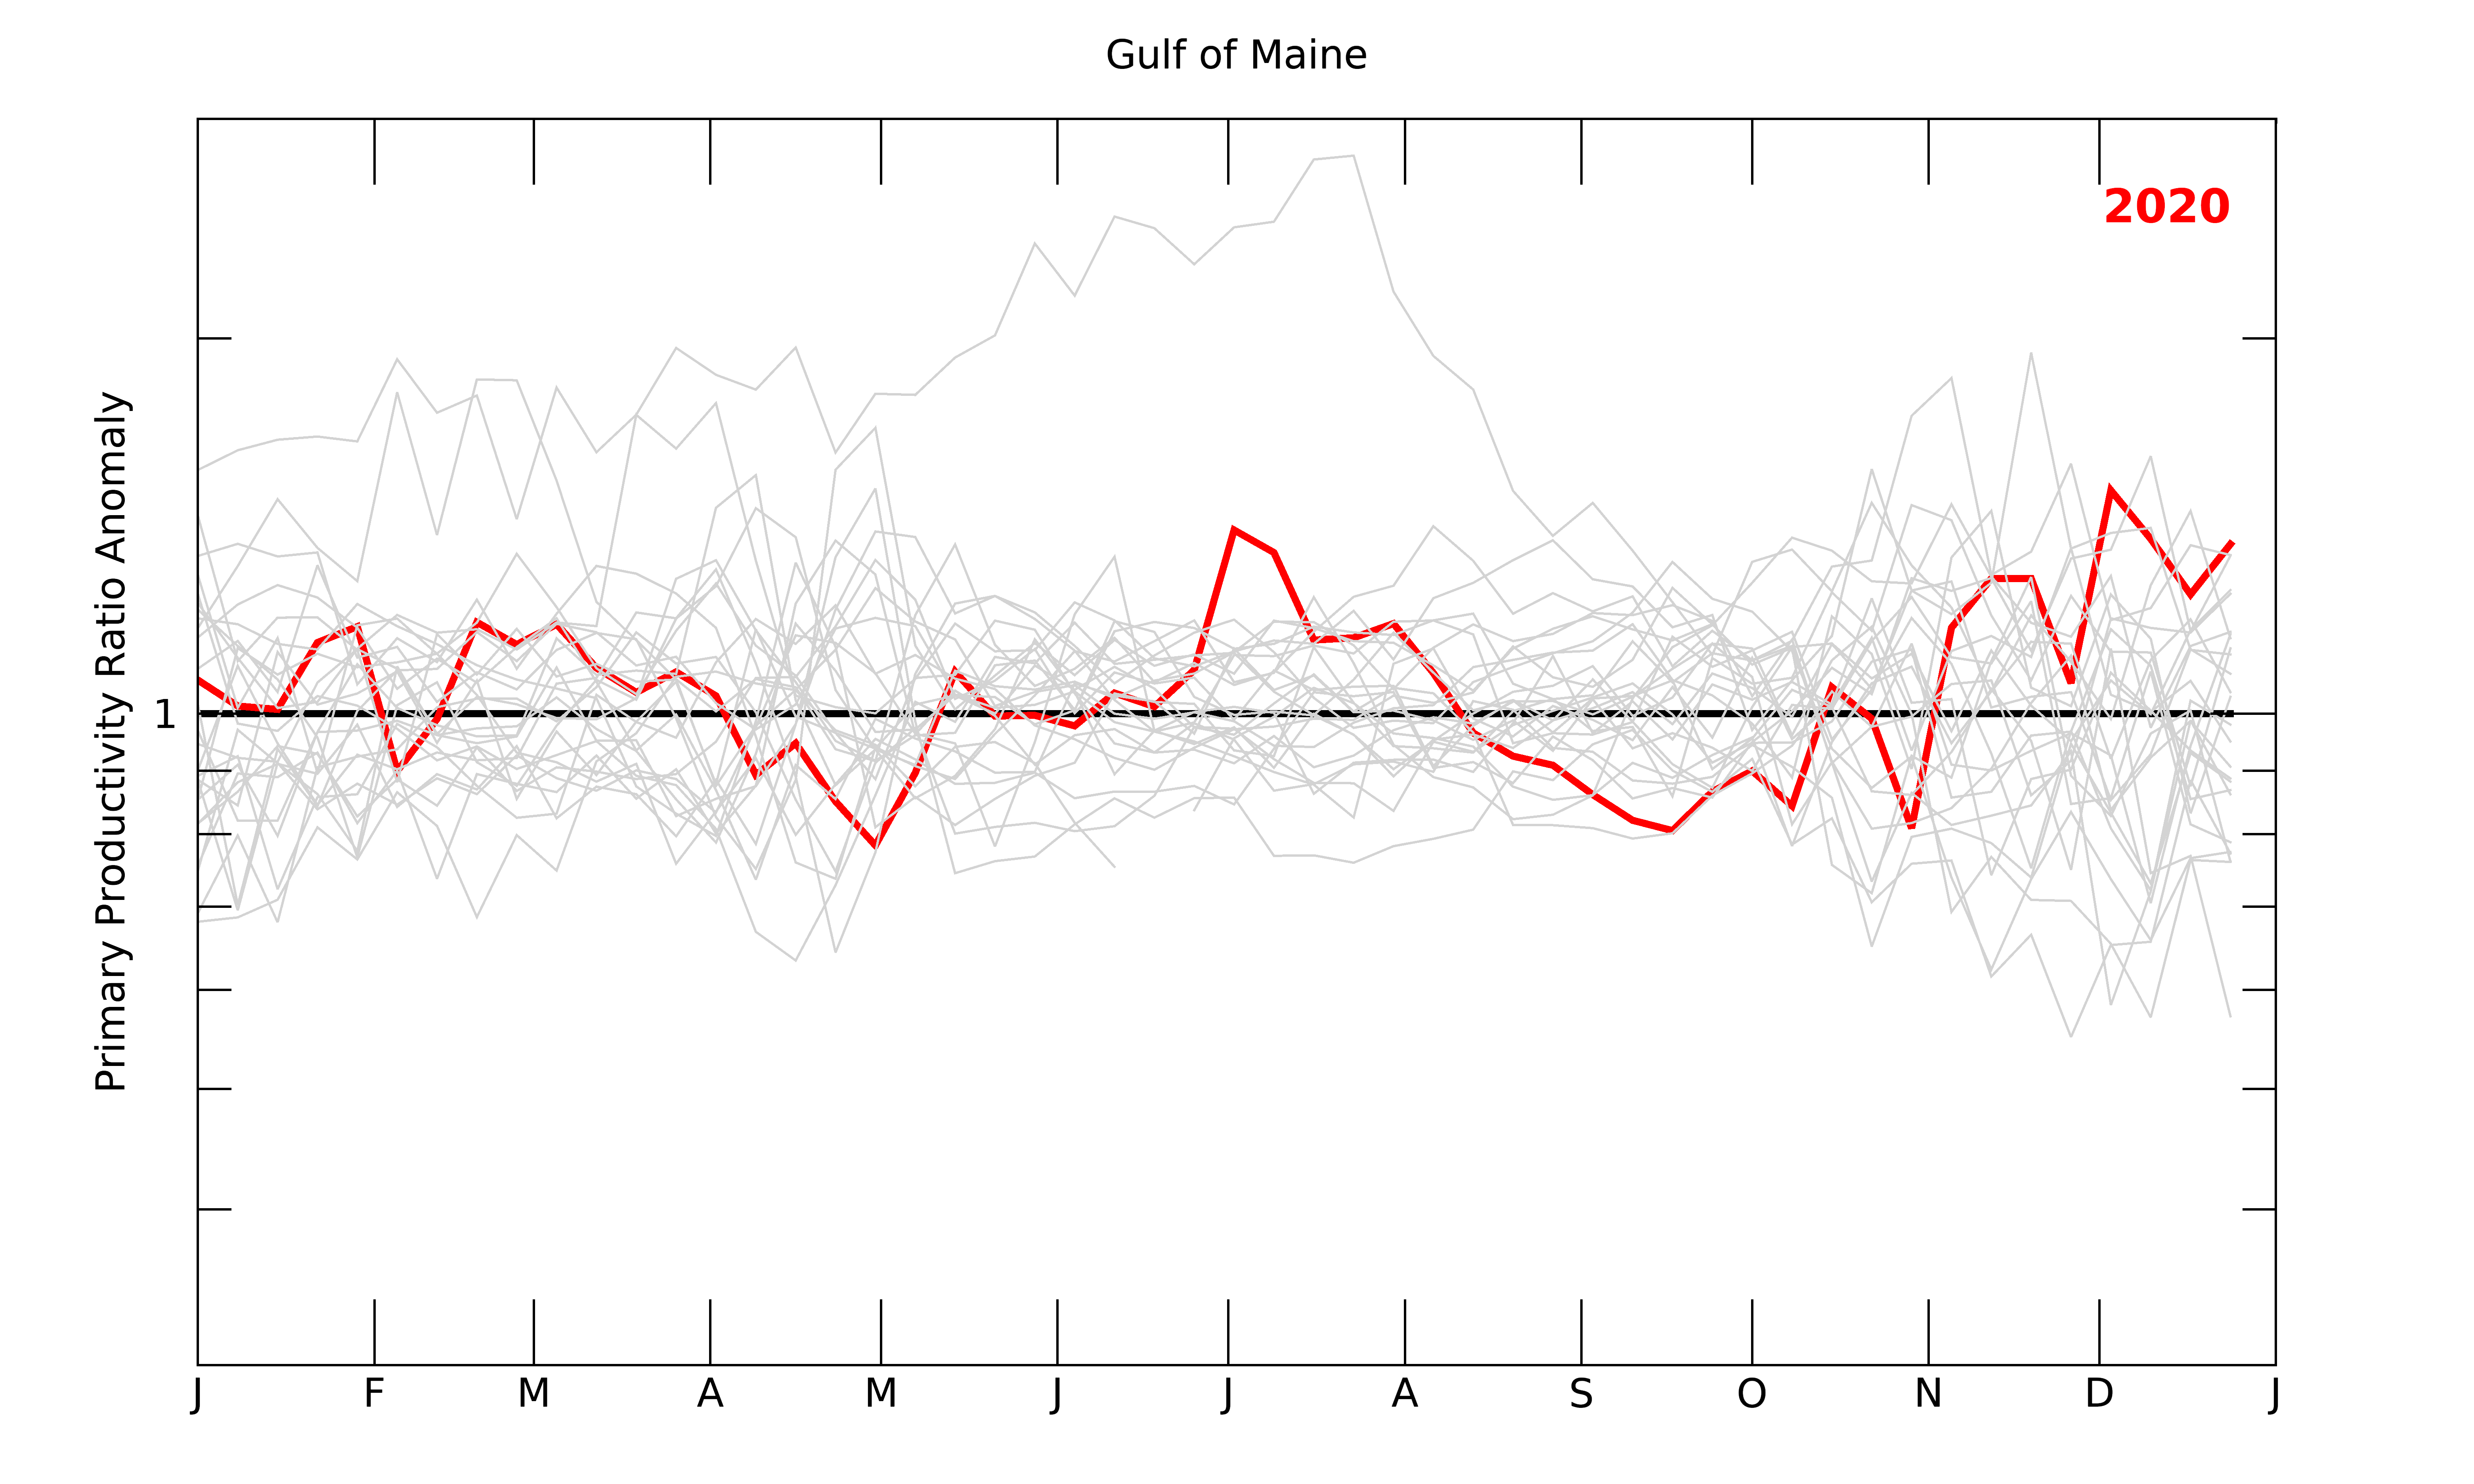 Gulf of Maine
2020
Primary Productivity Ratio Anomaly
1
J F M A M J J A S O N D J